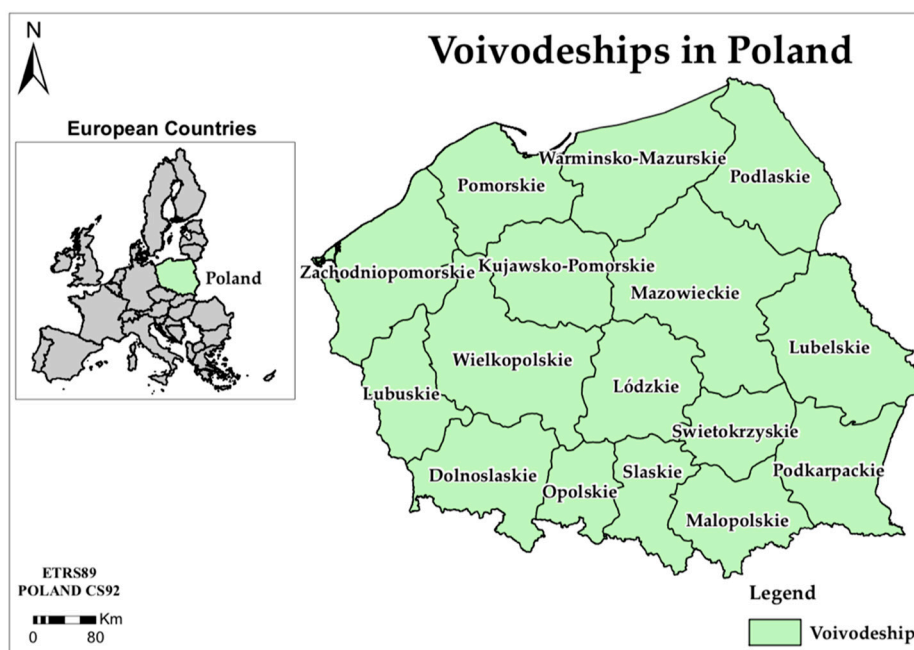 N
Voivodeships in Poland
European Countries
Poland
Warminsko-Mazurskie
Pomorskie
Podlaskie
Zachodniopomorskie
Kujawsko-Pomorskie
Mazowieckie
Lubelskie
Wielkopolskie
Lubuskie
Lódzkie
Swietokrzyskie
Dolnoslaskie
Opolskie
Slaskie
Podkarpackie
Malopolskie
ETRS89
POLAND CS92
Km
0 80
Legend
Voivodeship